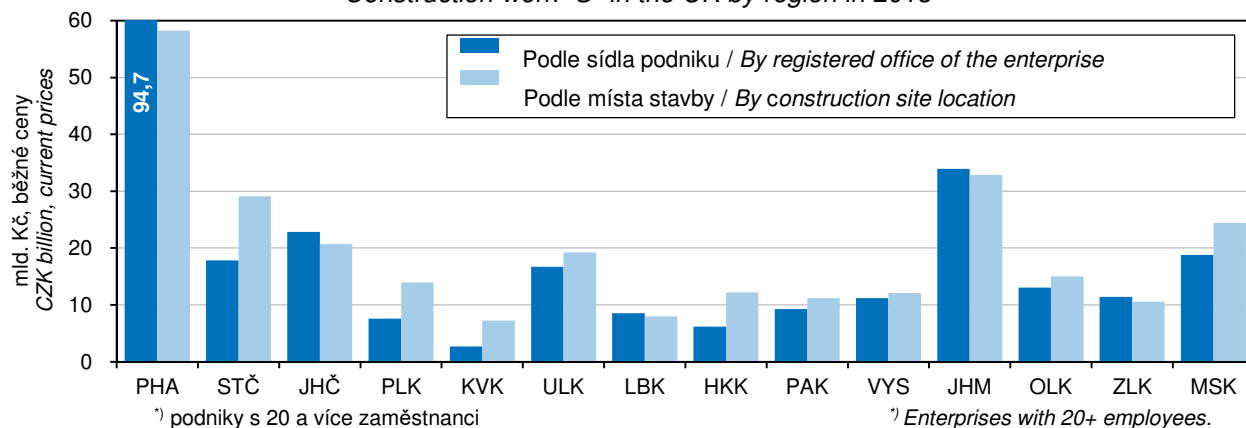 60
50
40
30
20
10
0
mld. Kč, běžné ceny
CZK billion, current prices
94,7
Podle sídla podniku / By registered office of the enterprise
Podle místa stavby / By construction site location
PHA STČ JHČ PLK KVK ULK LBK HKK PAK VYS JHM OLK ZLK MSK
*) podniky s 20 a více zaměstnanci
*) Enterprises with 20+ employees.